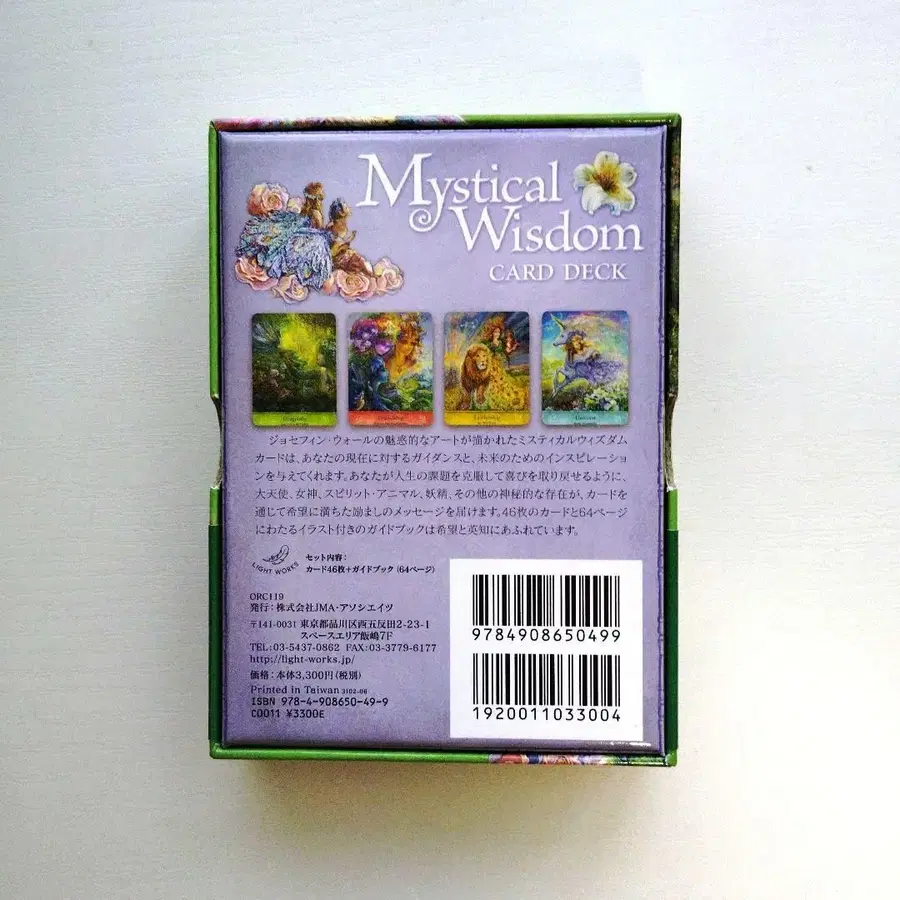 Mystical
Wisdom
CARD DECK
Unicorn
ジョセフィン・ウォールの魅惑的なアートが描かれたミスティカルウィズダム
カードは、あなたの現在に対するガイダンスと、未来のためのインスピレーショ
ンを与えてくれます。あなたが人生の課題を克服して喜びを取り戻せるように、
大天使、女神、スピリット・アニマル、妖精、その他の神秘的な存在が、カードを
通じて希望に満ちた励ましのメッセージを届けます。46枚のカードと64ページ
にわたるイラスト付きのガイドブックは希望と英知にあふれています。
LIGHT WORKS
セット内容：
カード46枚+ガイドブック（64ページ）
ORC119
発行：株式会社JMA・アソシエイツ
〒141-0031 東京都品川区西五反田2-23-1
スペースエリア飯嶋7F
TEL:03-5437-0862 FAX:03-3779-6177
http://light-works.jp/
価格：本体3,300円（税別）
Printed in Taiwan 3102-06
ISBN 978-4-908650-49-9
C0011 ¥3300E
9784908650499
1920011033004